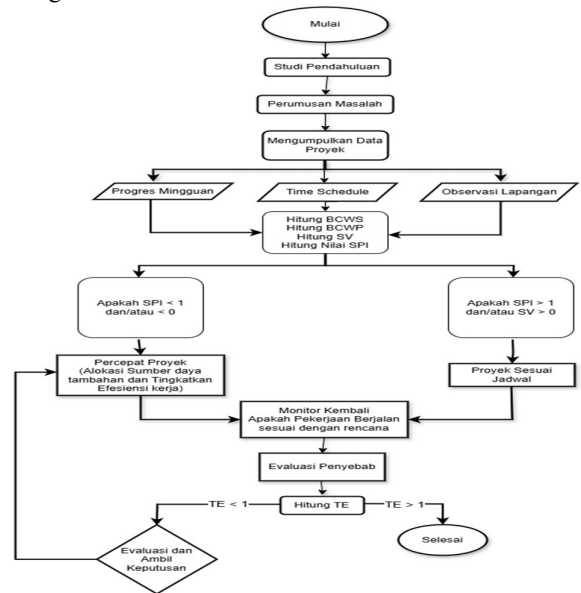 Mulai
Studi Pendahuluan
Perumusan Masalah
Mengumpulkan Data
Proyek
Progres Mingguan
Time Schedule
Observasi Lapangan
Hitung BCWS
Hitung BCWP
Hitung SV
Hitung Nilai SPI
Apakah SPI < 1
dan/atau < 0
Apakah SPI > 1
dan/atau SV > 0
Percepat Proyek
(Alokasi Sumber daya
tambahan dan Tingkatkan
Efesiensi kerja)
Proyek Sesuai
Jadwal
Monitor Kembali
Apakah Pekerjaan Berjalan
sesuai dengan rencana
Evaluasi Penyebab
TE < 1
Hitung TE
TE > 1
Evaluasi dan
Ambil
Keputusan
Selesai